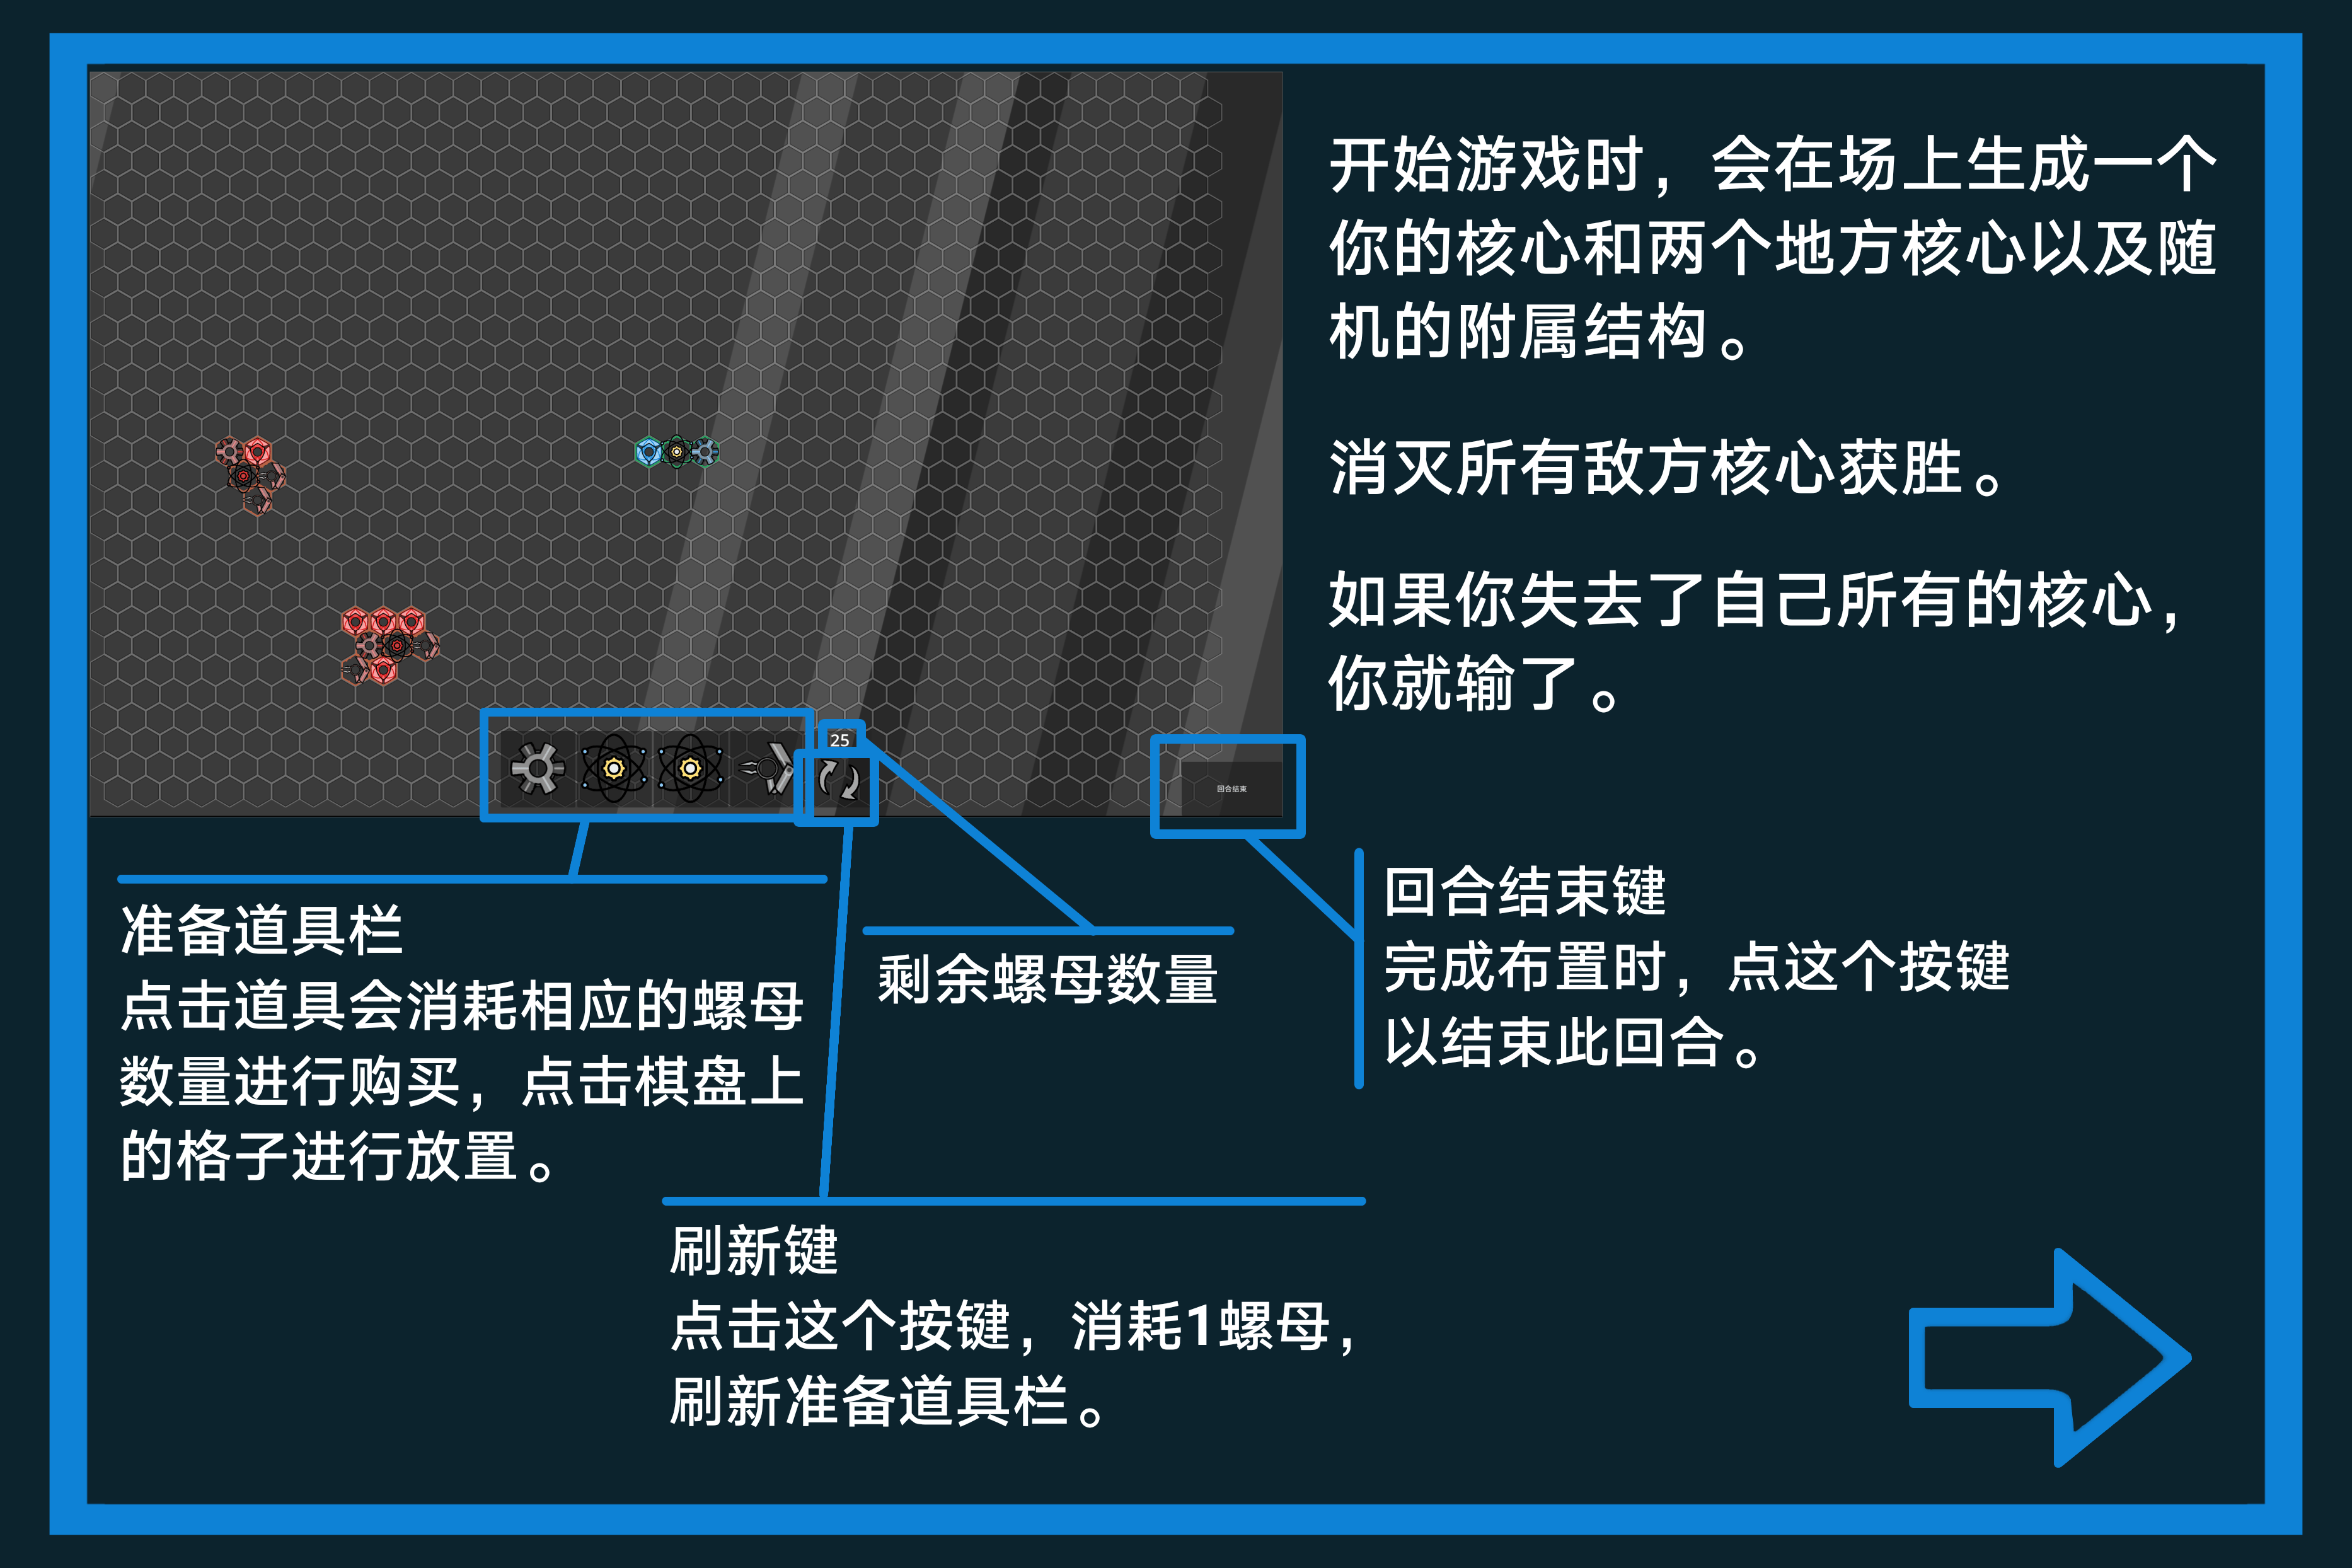 开始游戏时，会在场上生成一个
你的核心和两个地方核心以及随
机的附属结构。
消灭所有敌方核心获胜。
如果你失去了自己所有的核心，
你就输了。
25
回合结束
准备道具栏
点击道具会消耗相应的螺母
数量进行购买，点击棋盘上
的格子进行放置。
剩余螺母数量
回合结束键
完成布置时，点这个按键
以结束此回合。
刷新键
点击这个按键，消耗1螺母，
刷新准备道具栏。